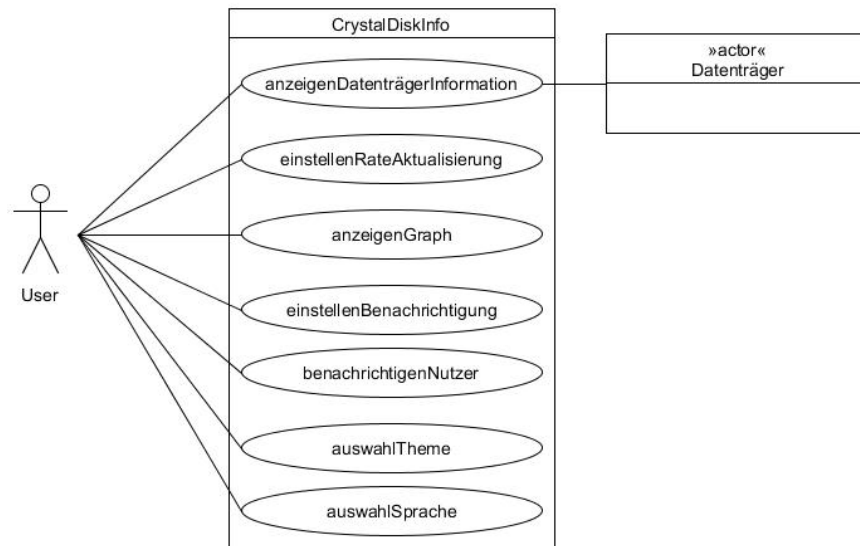 CrystalDiskInfo
»actor«
Datenträger
anzeigenDatenträgerInformation
einstellenRateAktualisierung
anzeigenGraph
User
einstellenBenachrichtigung
benachrichtigenNutzer
auswahlTheme
auswahlSprache